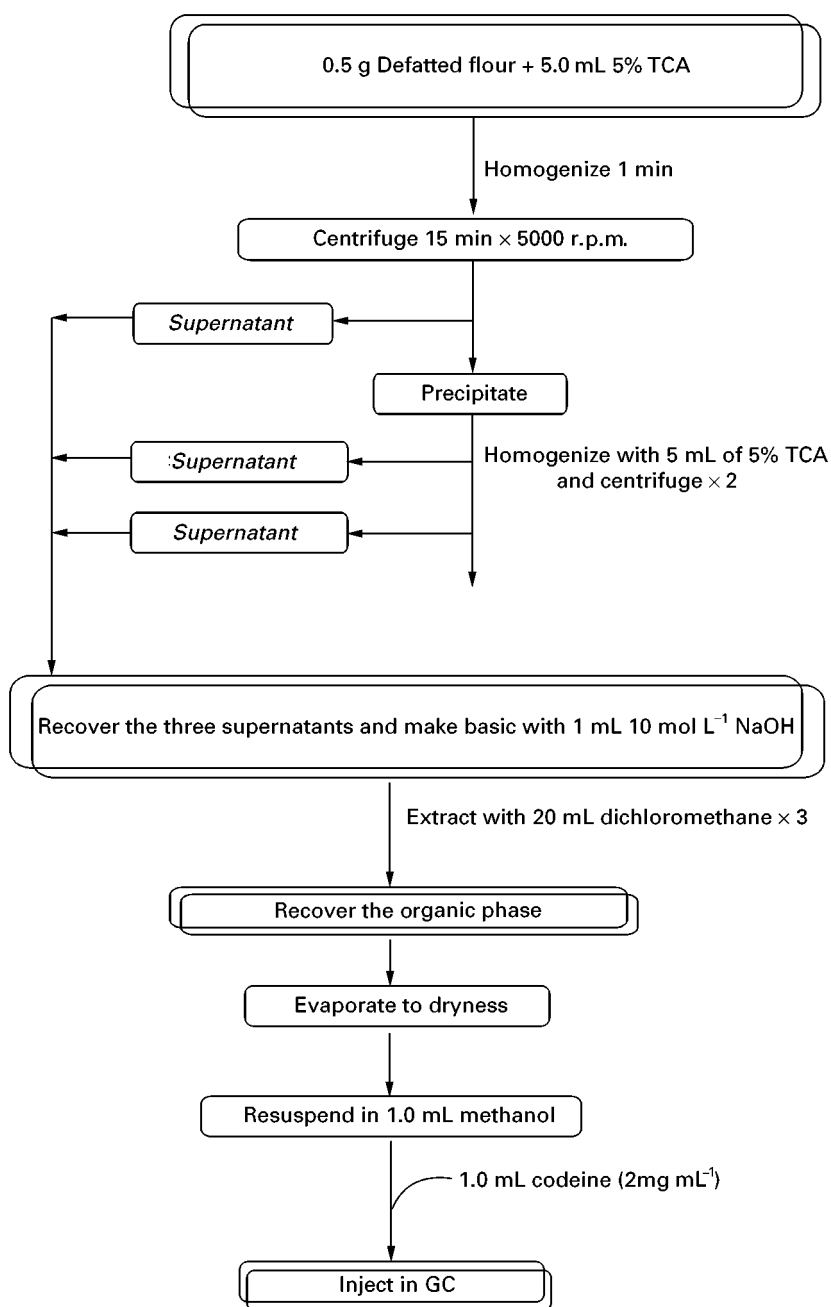 0.5 g Defatted flour + 5.0 mL 5% TCA
Homogenize 1 min
Centrifuge 15 min × 5000 r.p.m.
Supernatant
Precipitate
:Supernatant
Homogenize with 5 mL of 5% TCA
and centrifuge × 2
Supernatant
Recover the three supernatants and make basic with 1 mL 10 mol L⁻¹ NaOH
Extract with 20 mL dichloromethane × 3
Recover the organic phase
Evaporate to dryness
Resuspend in 1.0 mL methanol
1.0 mL codeine (2mg mL⁻¹)
Inject in GC